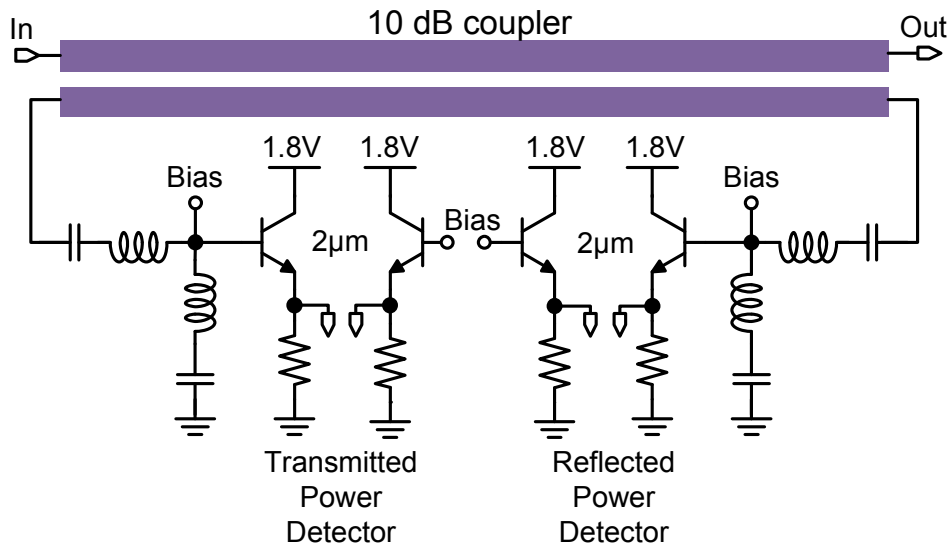 10 dB coupler
In
Out
1.8V
1.8V
1.8V
1.8V
Bias
Bias
Bias
2µm
2µm
Transmitted
Power
Detector
Reflected
Power
Detector